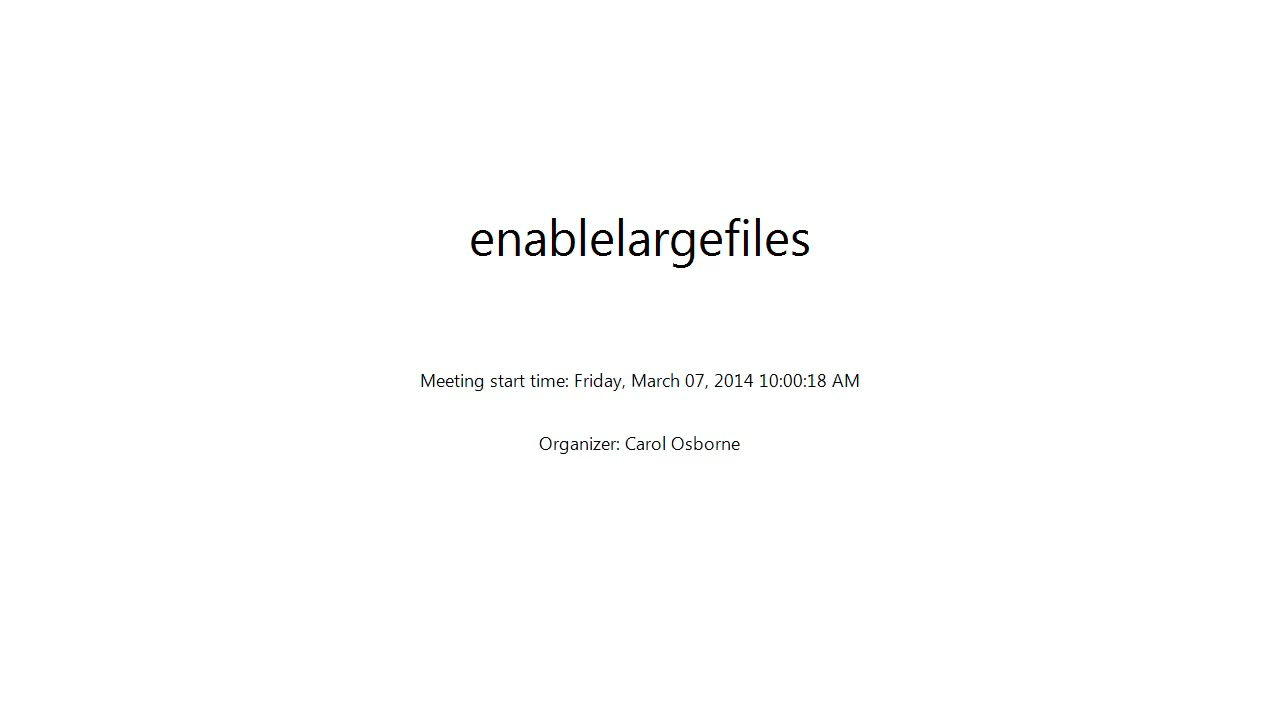 enablelargefiles
Meeting start time: Friday, March 07, 2014 10:00:18 AM
Organizer: Carol Osborne